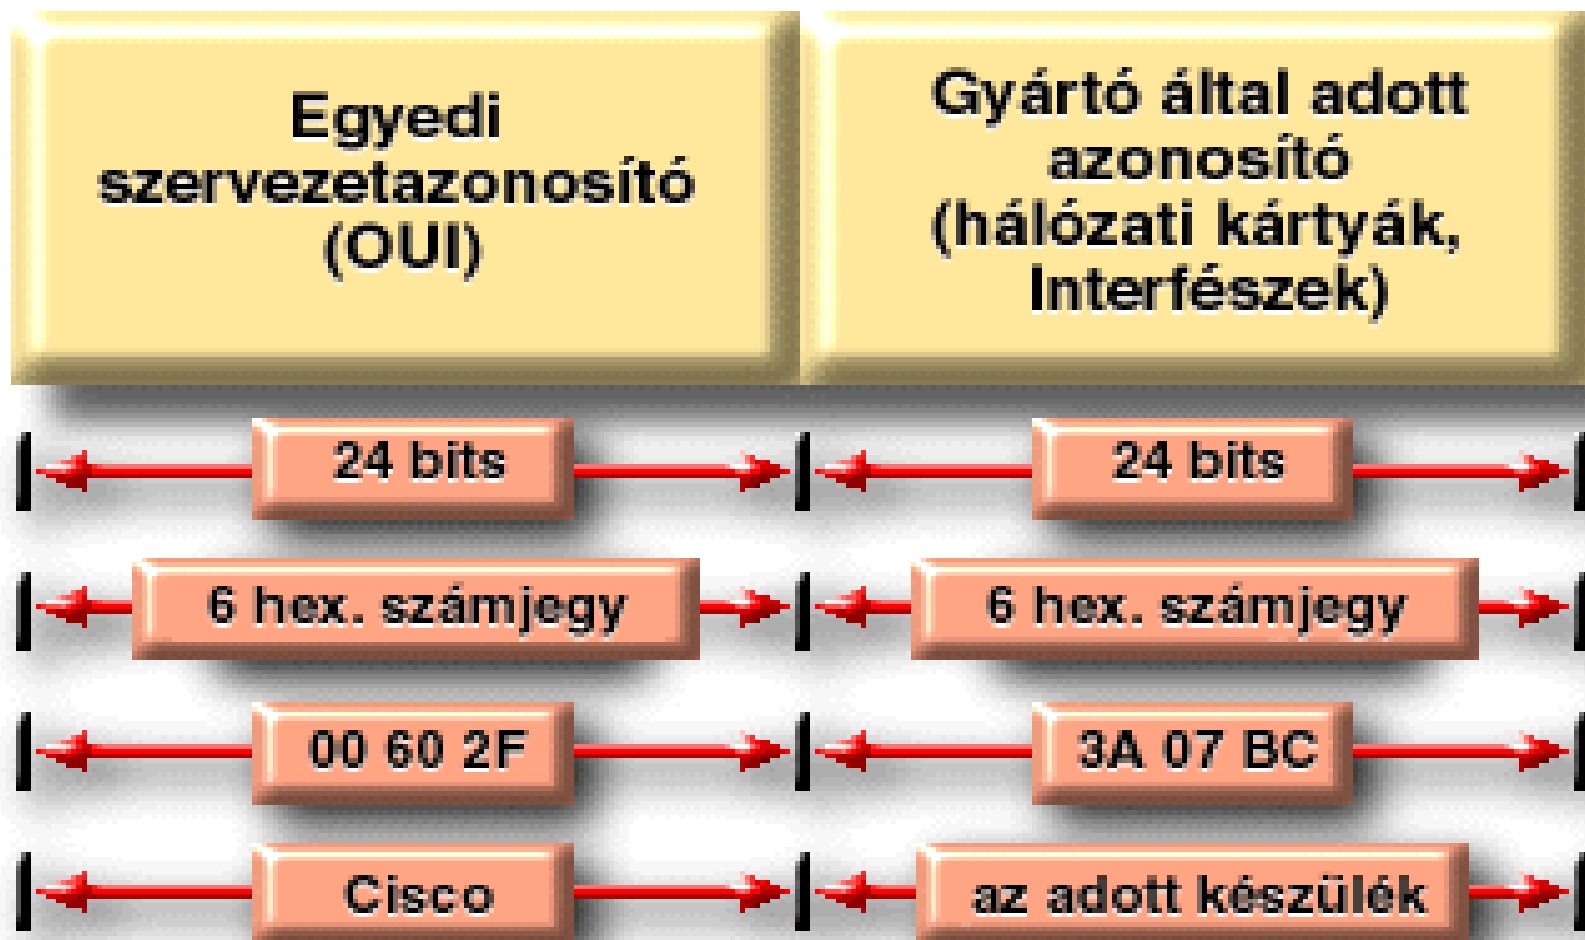 Egyedi
szervezetazonosító
(OUI)
Gyártó által adott
azonosító
(hálózati kártyák,
Interfészek)
24 bits
24 bits
6 hex. számjegy
6 hex. számjegy
00 60 2F
3A 07 BC
Cisco
az adott készülék